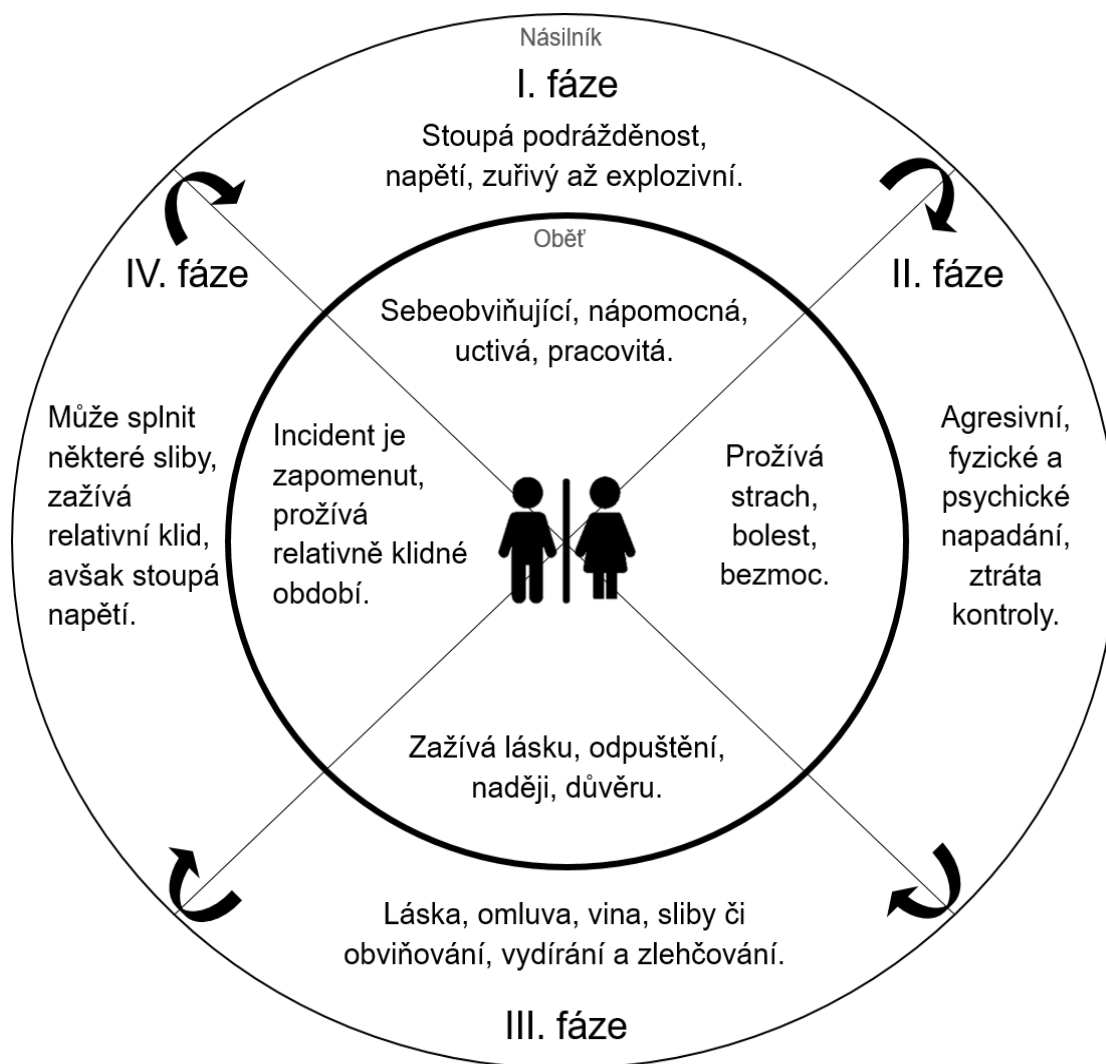 Násilník
I. fáze
Stoupá podrážděnost,
napětí, zuřivý až explozivní.
Oběť
Sebeobviňující, nápomocná,
uctivá, pracovitá.
II. fáze
Agresivní,
fyzické a
psychické
napadání,
ztráta
kontroly.
Prožívá
strach,
bolest,
bezmoc.
III. fáze
Láska, omluva, vina, sliby či
obviňování, vydírání a zlehčování.
Zažívá lásku, odpuštění,
naději, důvěru.
IV. fáze
Může splnit
některé sliby,
zažívá
relativní klid,
avšak stoupá
napětí.
Incident je
zapomenut,
prožívá
relativně klidné
období.